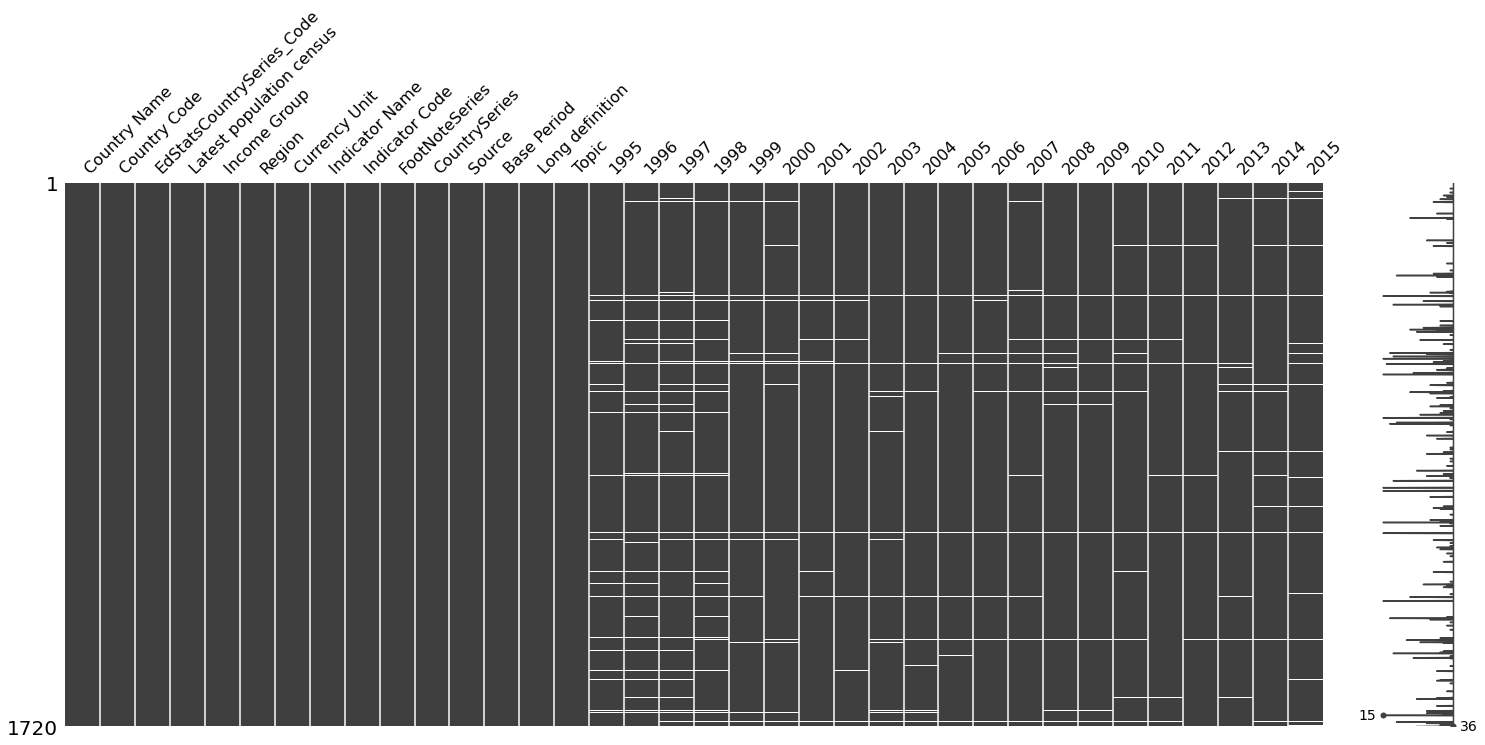 Country Name
Country Code
EdStatsCountrySeries_Code
Latest population census
Income Group
Region
Currency Unit
Indicator Name
Indicator Code
FootNoteSeries
CountrySeries
Source
Base Period
Long definition
Topic
1995
1996
1997
1998
1999
2000
2001
2002
2003
2004
2005
2006
2007
2008
2009
2010
2011
2012
2013
2014
2015
1
1720
15
36